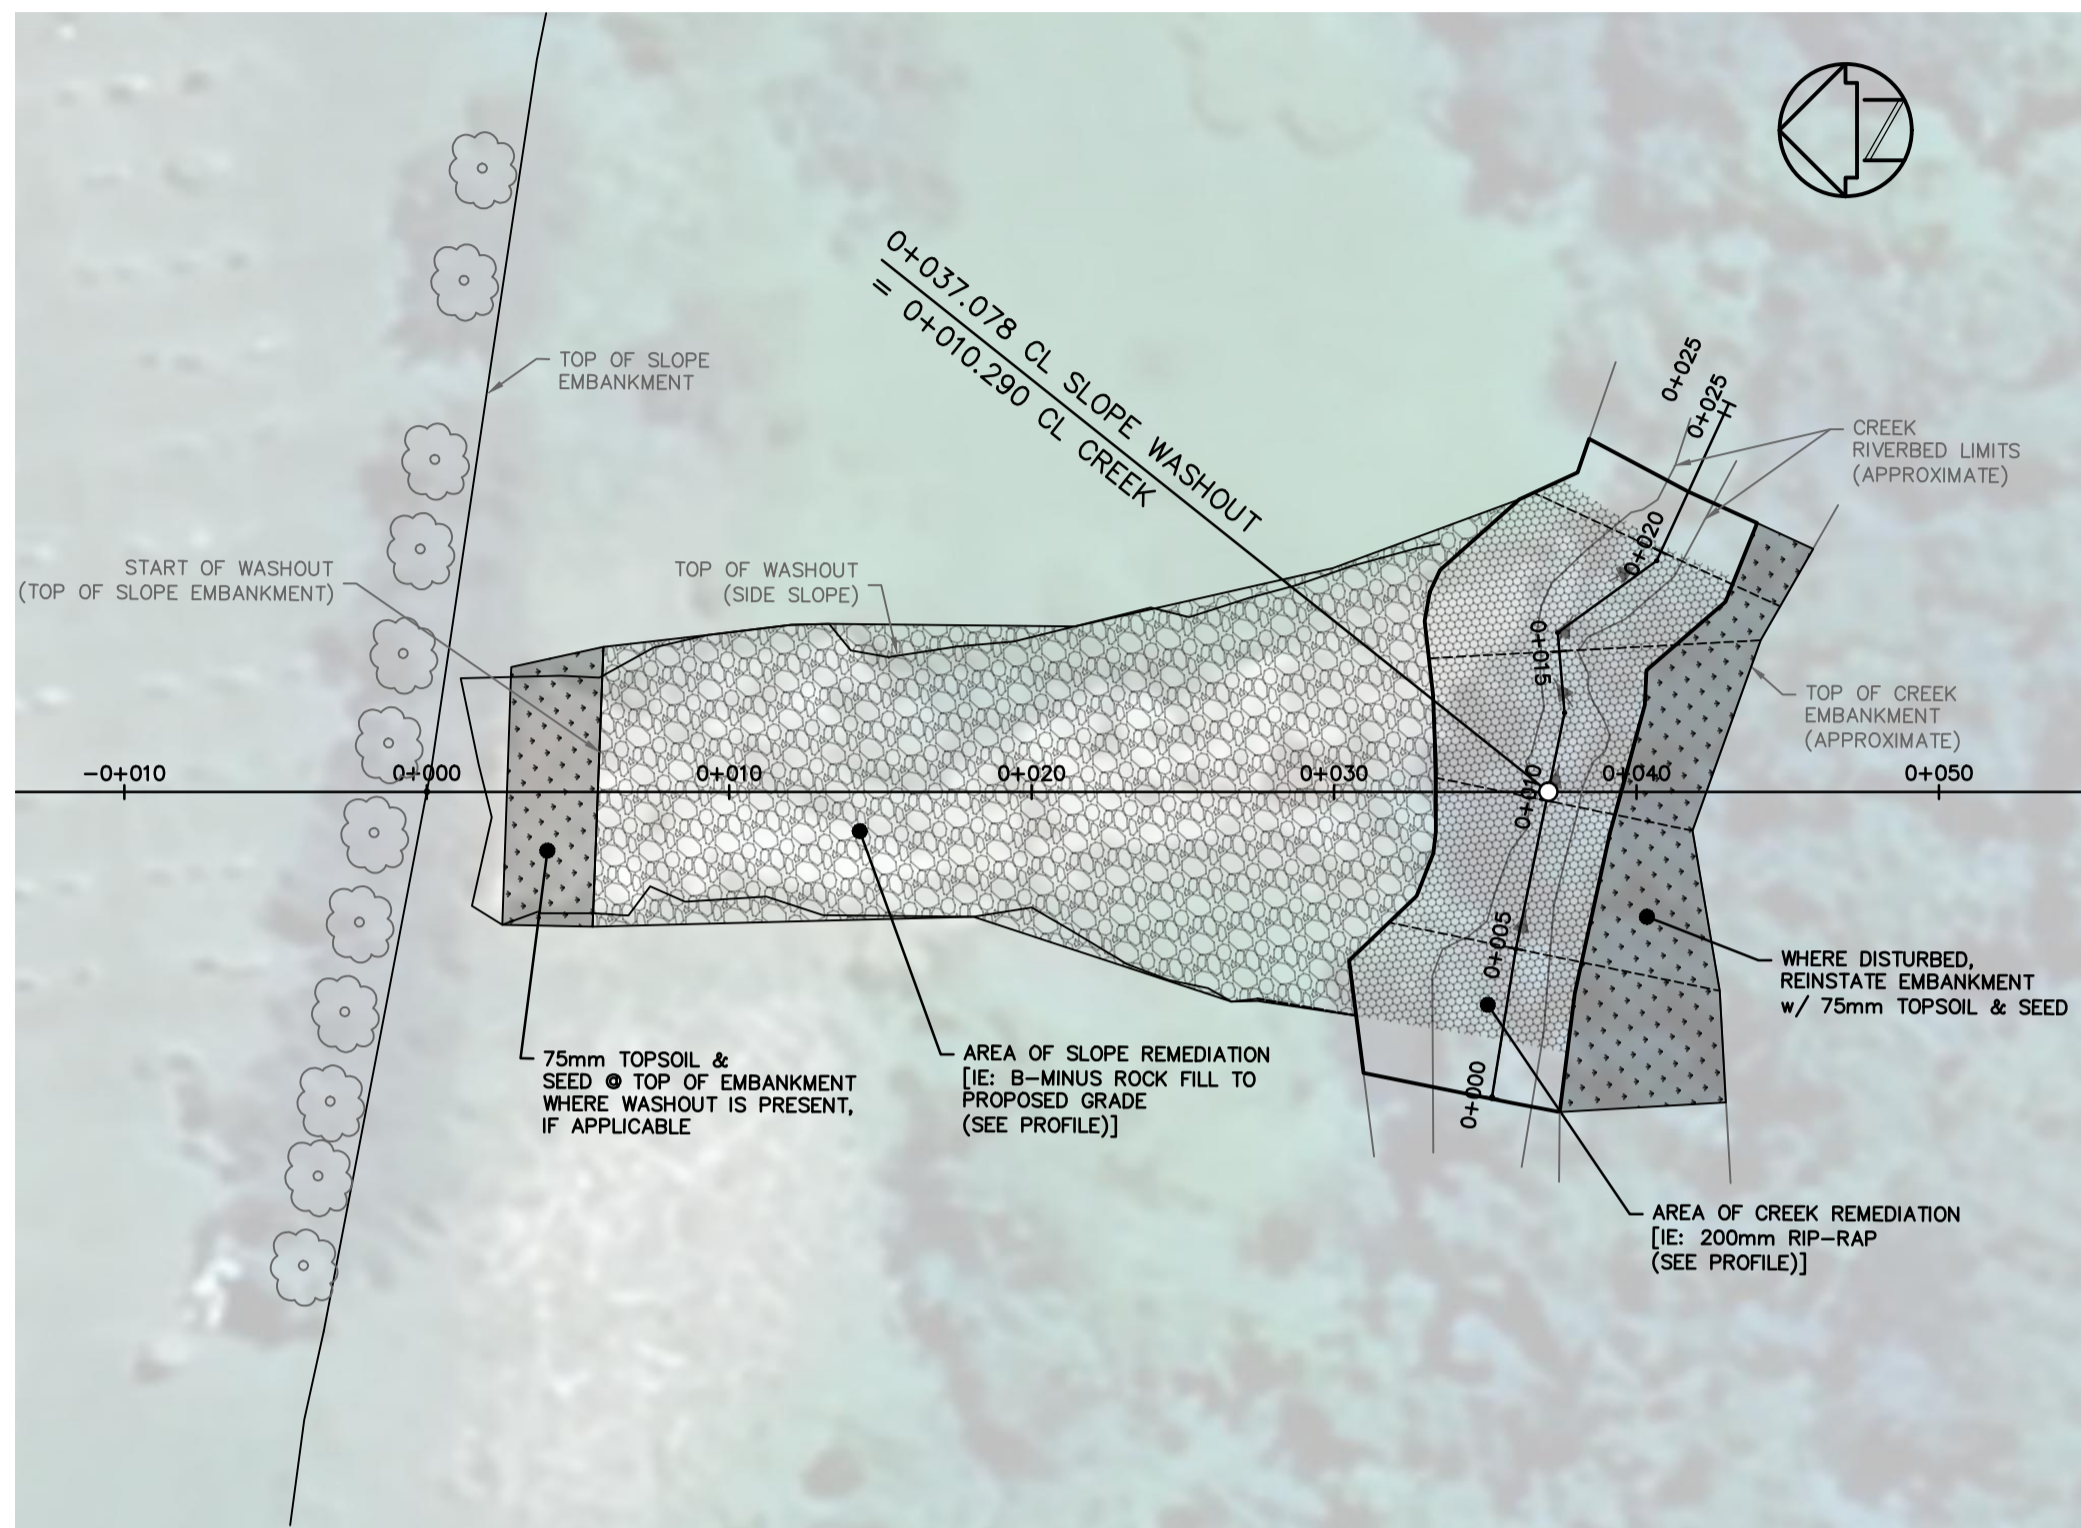 0+037.078 CL SLOPE WASHOUT
= 0+010.290 CL CREEK
TOP OF SLOPE
EMBANKMENT
0+025
0+025
CREEK
RIVERBED LIMITS
(APPROXIMATE)
0+020
START OF WASHOUT
(TOP OF SLOPE EMBANKMENT)
TOP OF WASHOUT
(SIDE SLOPE)
0+015
TOP OF CREEK
EMBANKMENT
(APPROXIMATE)
-0+010
0+000
0+010
0+020
0+030
0+010
0+040
0+050
0+005
WHERE DISTURBED,
REINSTATE EMBANKMENT
w/ 75mm TOPSOIL & SEED
75mm TOPSOIL &
SEED @ TOP OF EMBANKMENT
WHERE WASHOUT IS PRESENT,
IF APPLICABLE
AREA OF SLOPE REMEDIATION
[IE: B-MINUS ROCK FILL TO
PROPOSED GRADE
(SEE PROFILE)]
0+000
AREA OF CREEK REMEDIATION
[IE: 200mm RIP-RAP
(SEE PROFILE)]
N